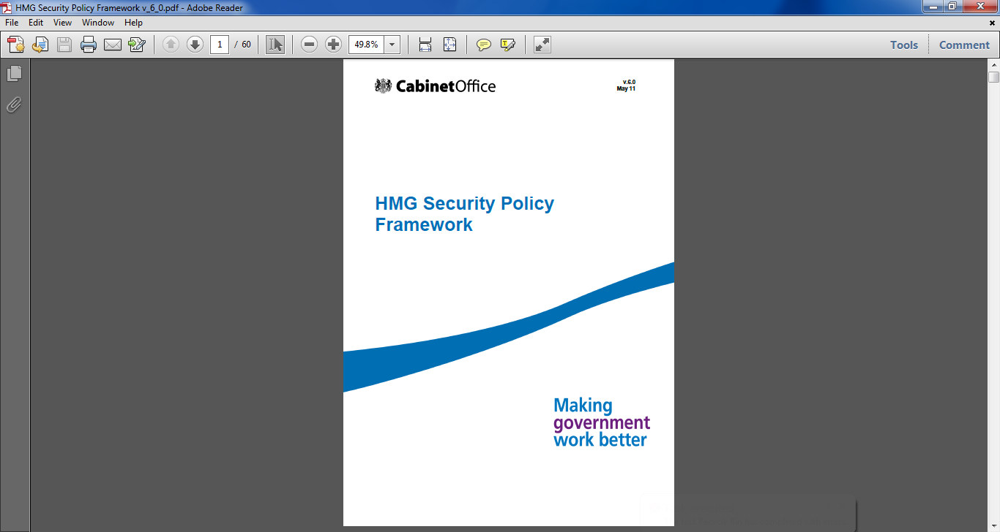 HMG Security Policy Framework v_6_0.pdf - Adobe Reader
File Edit View Window Help
1 / 60 49.8% Tools Comment
CabinetOffice
v.6.0
May 11
HMG Security Policy
Framework
Making
government
work better